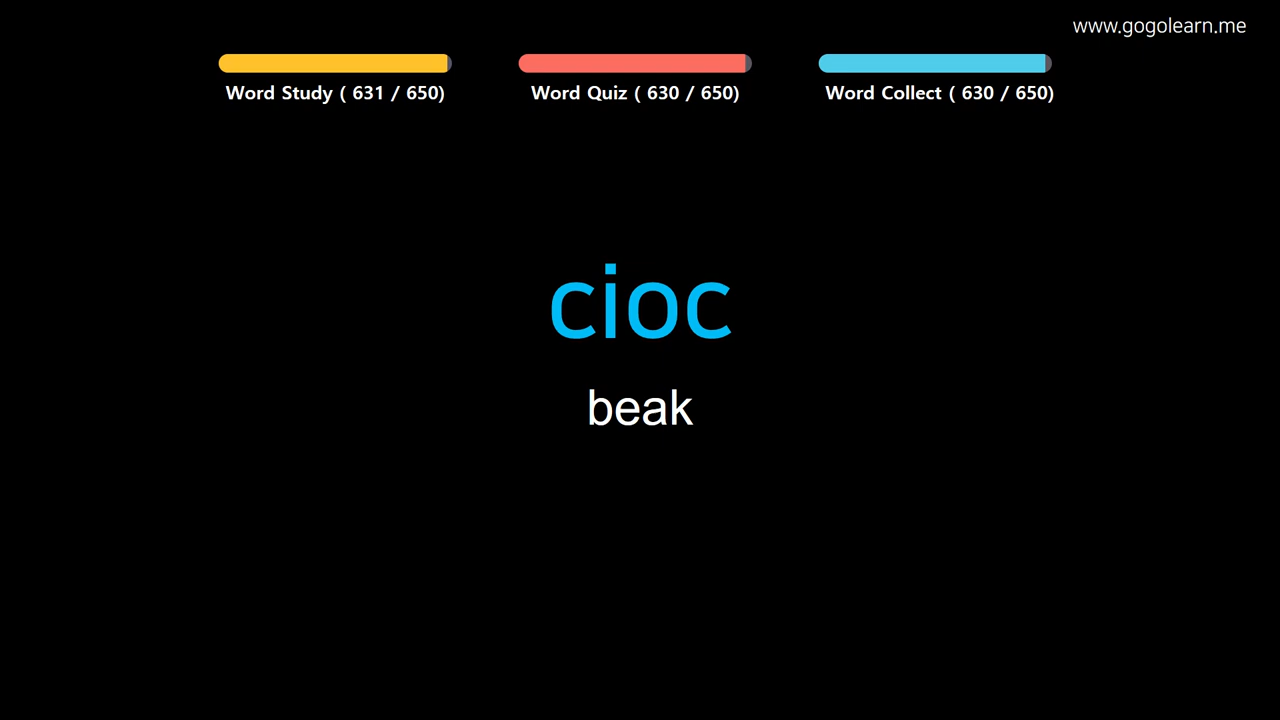 www.gogolearn.me
Word Study ( 631 / 650)
Word Quiz ( 630 / 650)
Word Collect ( 630 / 650)
cioc
beak